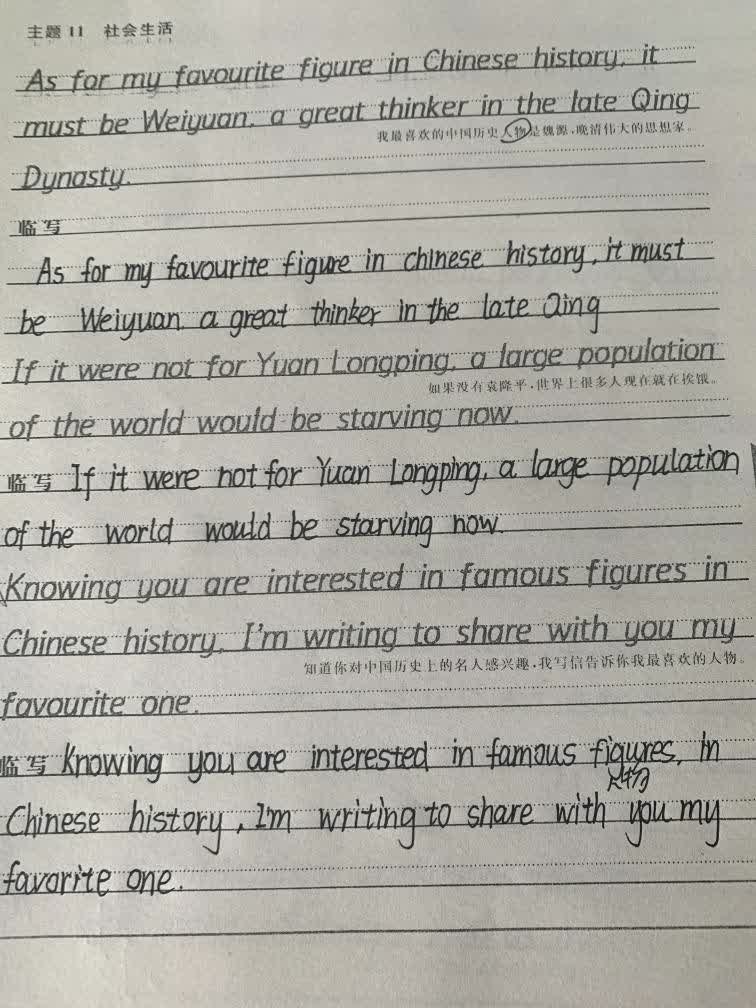 主题 11 社会生活
As for my favourite figure in Chinese history, it
must be Weiyuan, a great thinker in the late Qing
我最喜欢的中国历史人物是魏源,晚清伟大的思想家。
Dynasty.
临写
As for my favourite figure in chinese history, it must
be Weiyuan, a great thinker in the late Qing
If it were not for Yuan Longping, a large population
如果没有袁隆平,世界上很多人现在就在挨饿。
of the world would be starving now.
临写 If it were not for Yuan Longping, a large population
of the world would be starving now.
Knowing you are interested in famous figures in
Chinese history, I'm writing to share with you my
知道你对中国历史上的名人感兴趣,我写信告诉你我最喜欢的人物。
favourite one.
临写 Knowing you are interested in famous figures, in
人物
Chinese history, I'm writing to share with you my
favorite one.